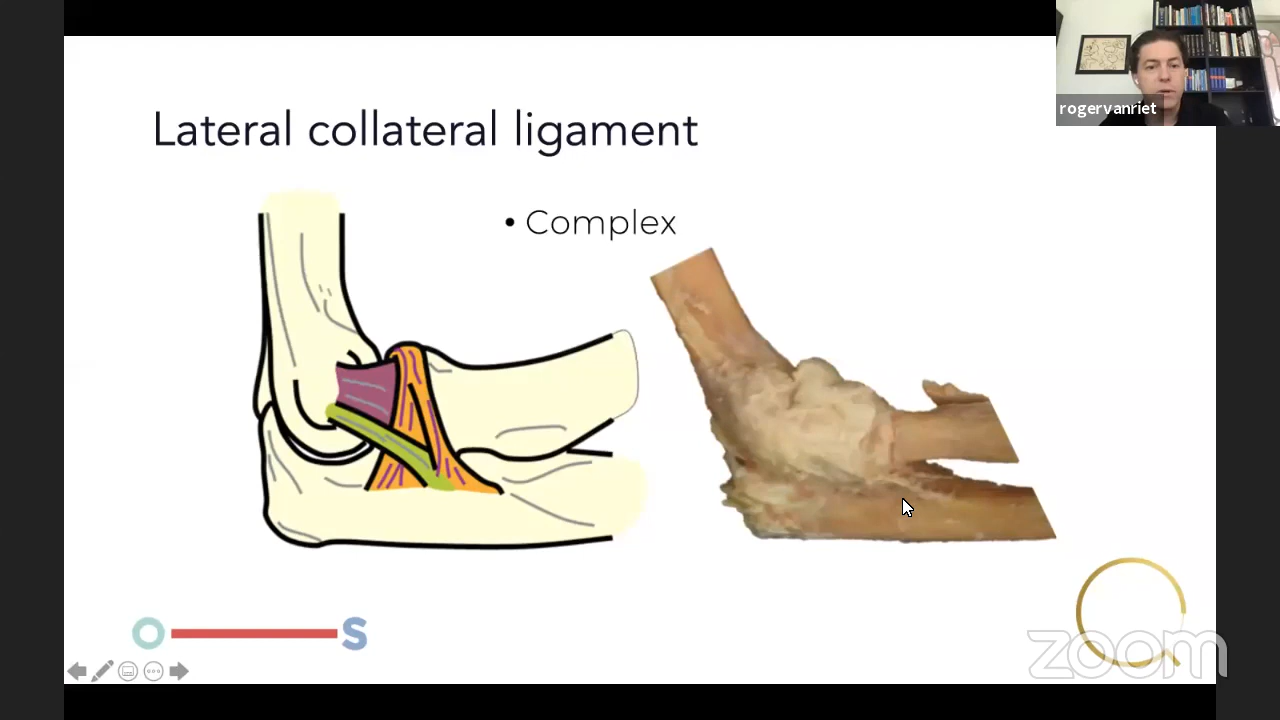 rogervanriet
Lateral collateral ligament
• Complex
O S
zoom